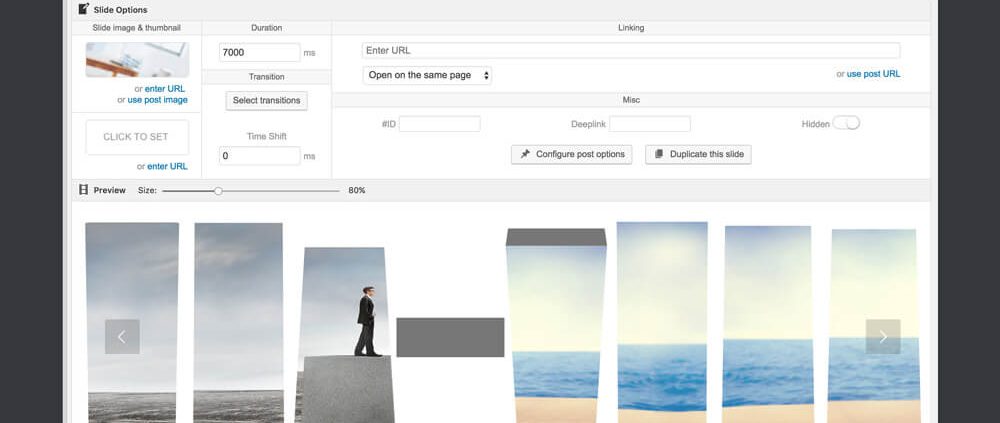 Slide Options
Slide image & thumbnail
Duration
Linking
7000 ms
Enter URL
or enter URL
or use post image
Transition
Select transitions
Open on the same page
or use post URL
Misc
CLICK TO SET
#ID
Deeplink
Hidden
Time Shift
0 ms
Configure post options
Duplicate this slide
or enter URL
Preview Size: 80%